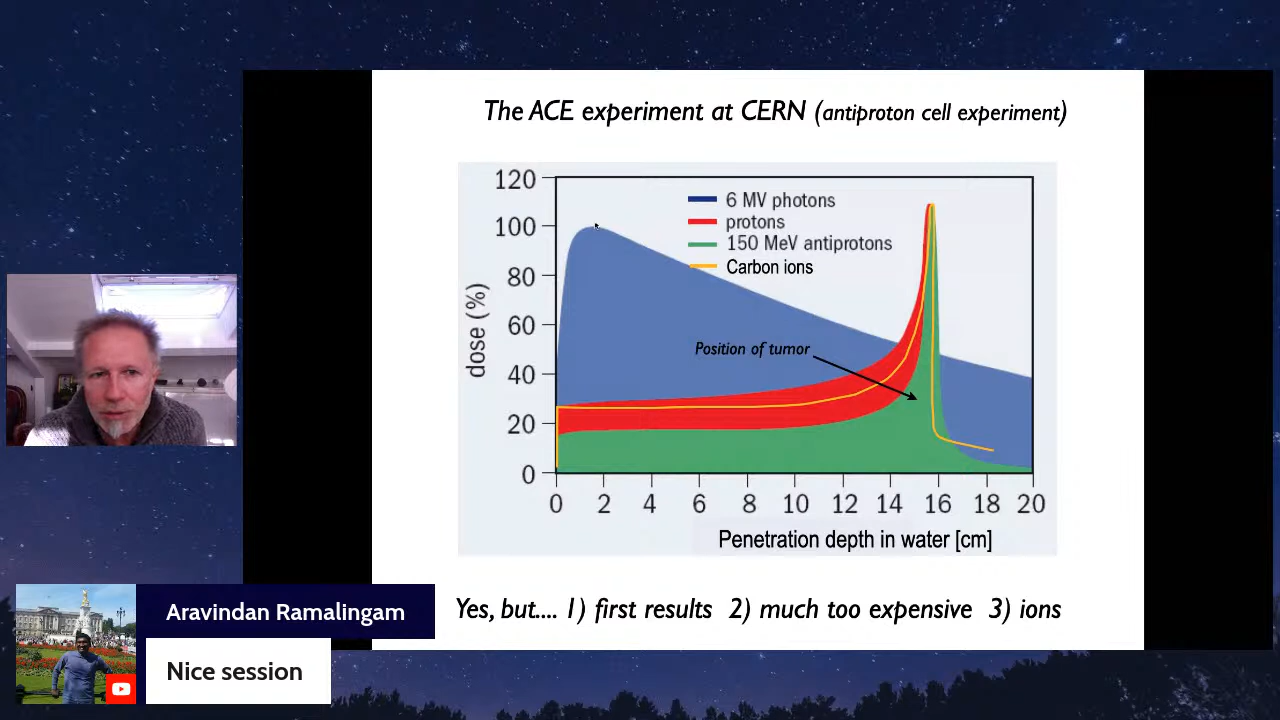 The ACE experiment at CERN (antiproton cell experiment)
120
100
80
60
40
20
0
dose (%)
6 MV photons
protons
150 MeV antiprotons
Carbon ions
Position of tumor
0 2 4 6 8 10 12 14 16 18 20
Penetration depth in water [cm]
Yes, but.... 1) first results 2) much too expensive 3) ions
Aravindan Ramalingam
Nice session